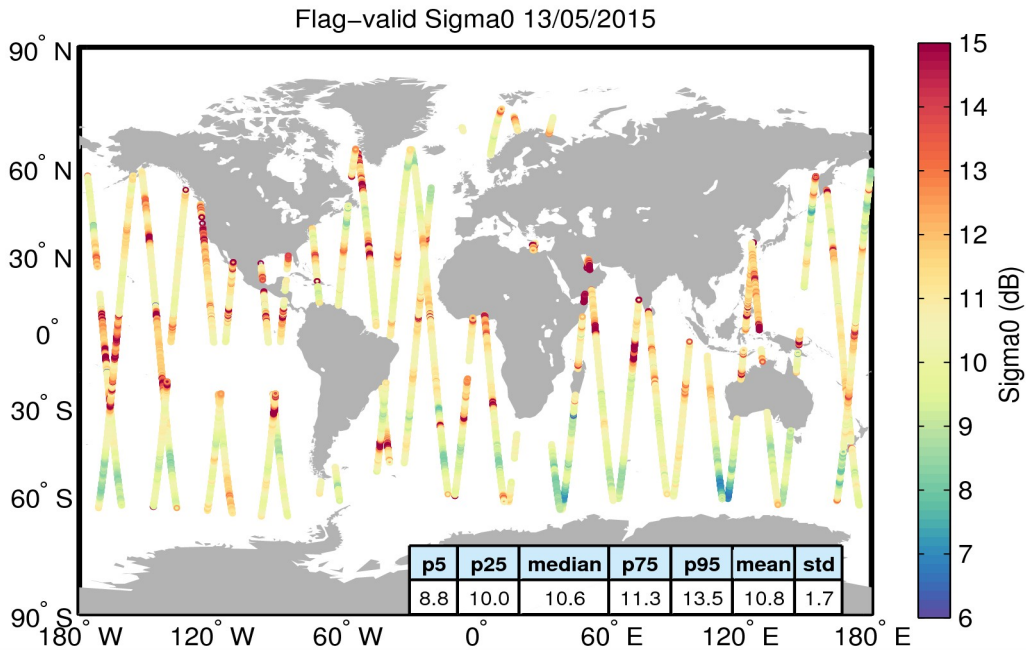 Flag−valid Sigma0 13/05/2015
90° N
60° N
30° N
0°
30° S
60° S
90° S
180° W
120° W
60° W
0°
60° E
120° E
180° E
15
14
13
12
11
10
9
8
7
6
Sigma0 (dB)
p5 p25 median p75 p95 mean std
8.8 10.0 10.6 11.3 13.5 10.8 1.7